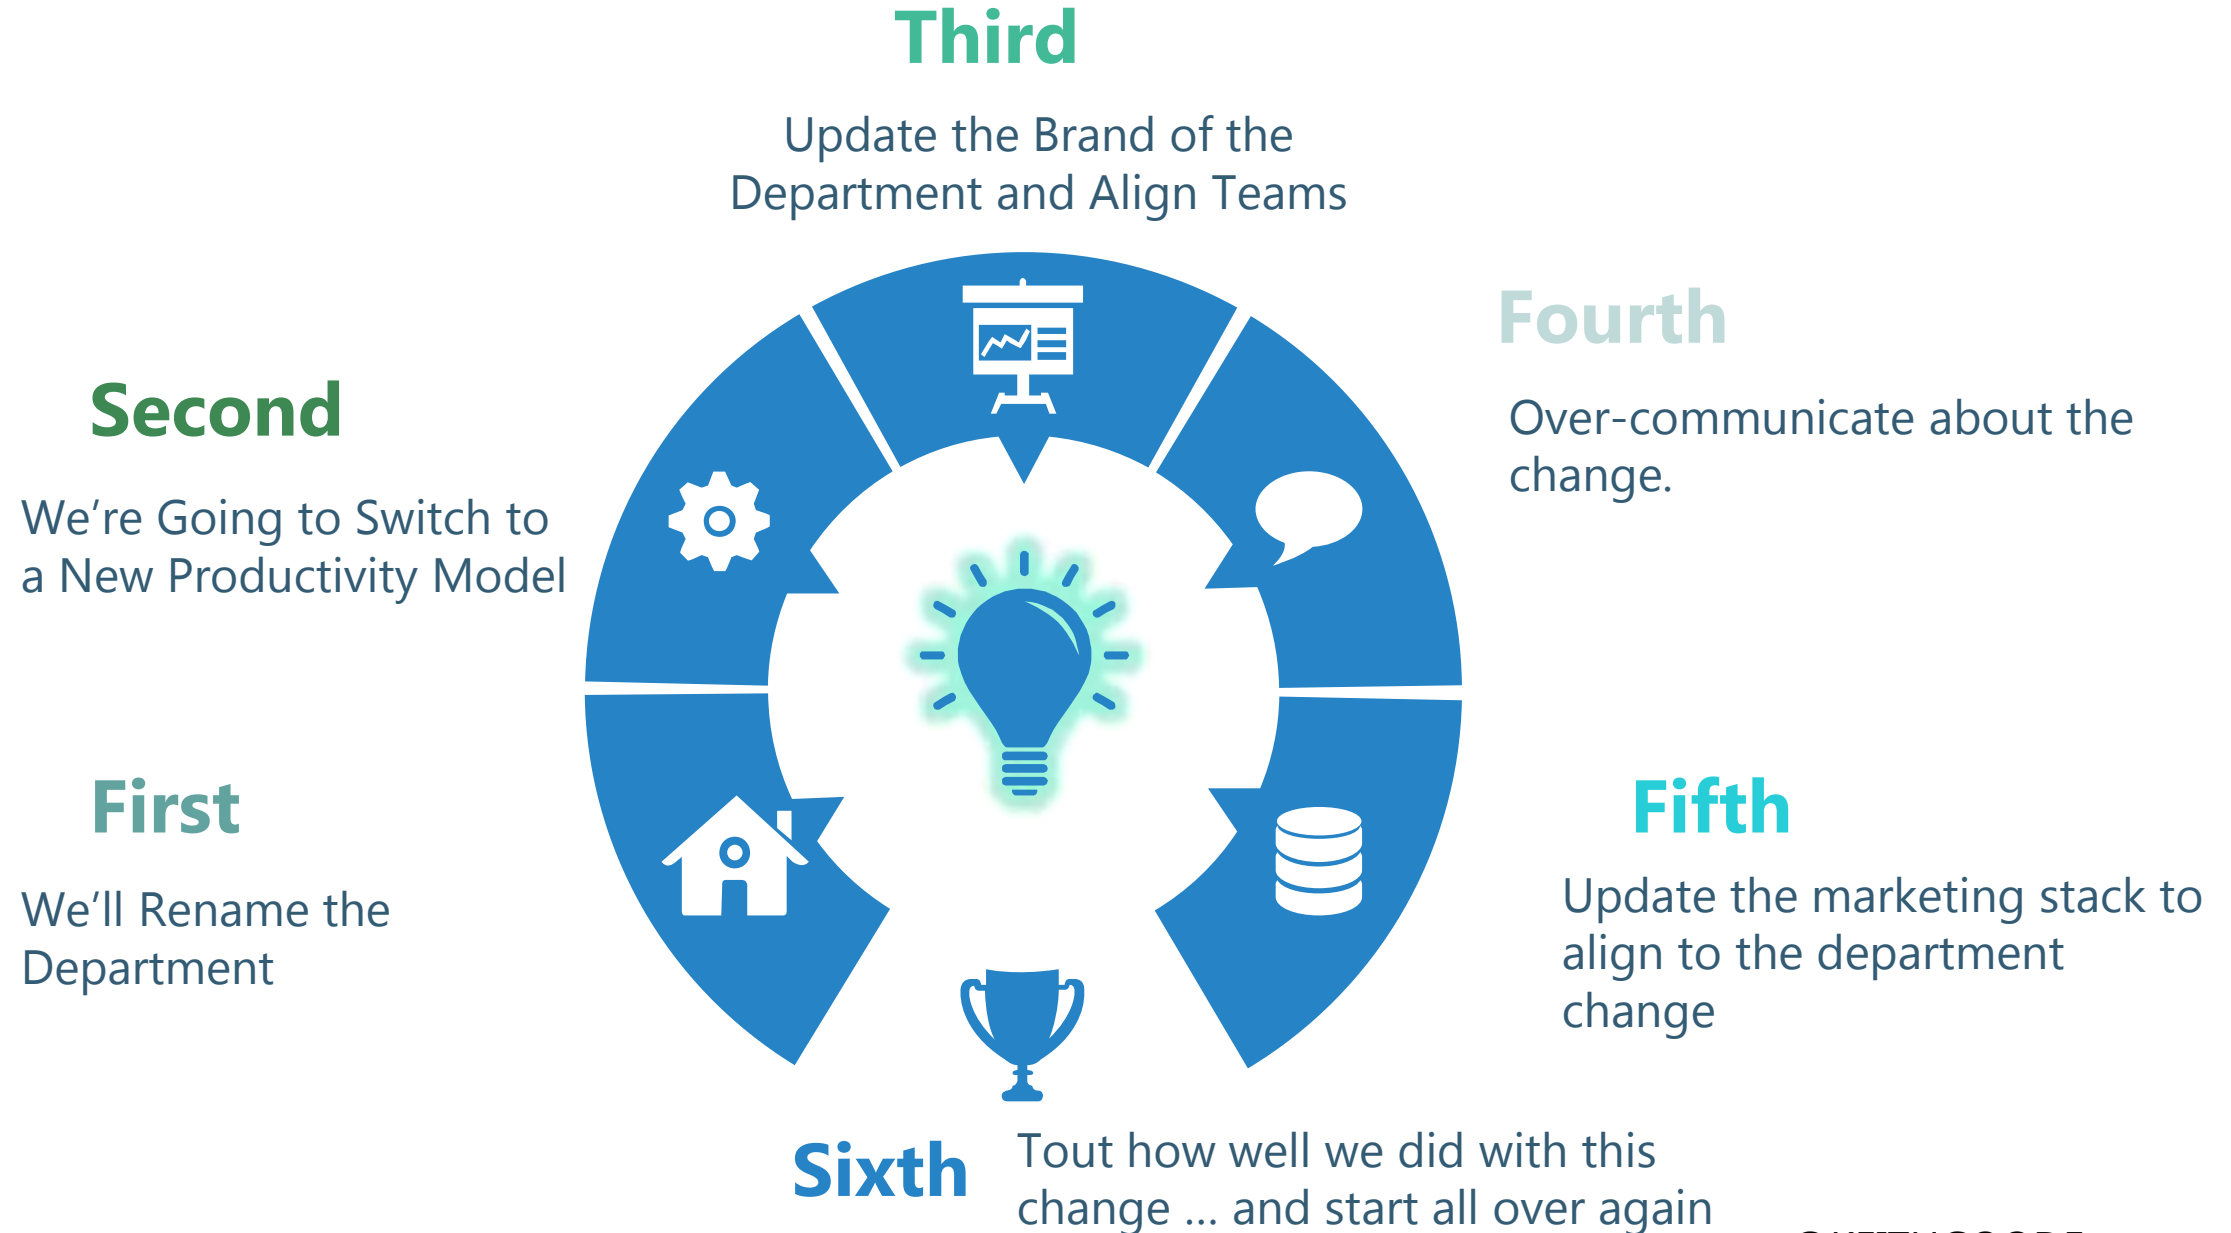 Third
Update the Brand of the
Department and Align Teams
Fourth
Over-communicate about the
change.
Second
We’re Going to Switch to
a New Productivity Model
First
We’ll Rename the
Department
Fifth
Update the marketing stack to
align to the department
change
Sixth
Tout how well we did with this
change ... and start all over again